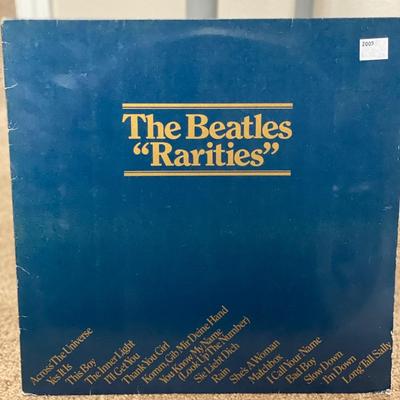 2005
The Beatles
“Rarities”
Across The Universe
Yes It Is
This Boy
The Inner Light
I'll Get You
Thank You Girl
Komm, Gib Mir Deine Hand
You Know My Name
(Look Up The Number)
Sie Liebt Dich
Rain
She's A Woman
Matchbox
I Call Your Name
Bad Boy
Slow Down
I'm Down
Long Tall Sally